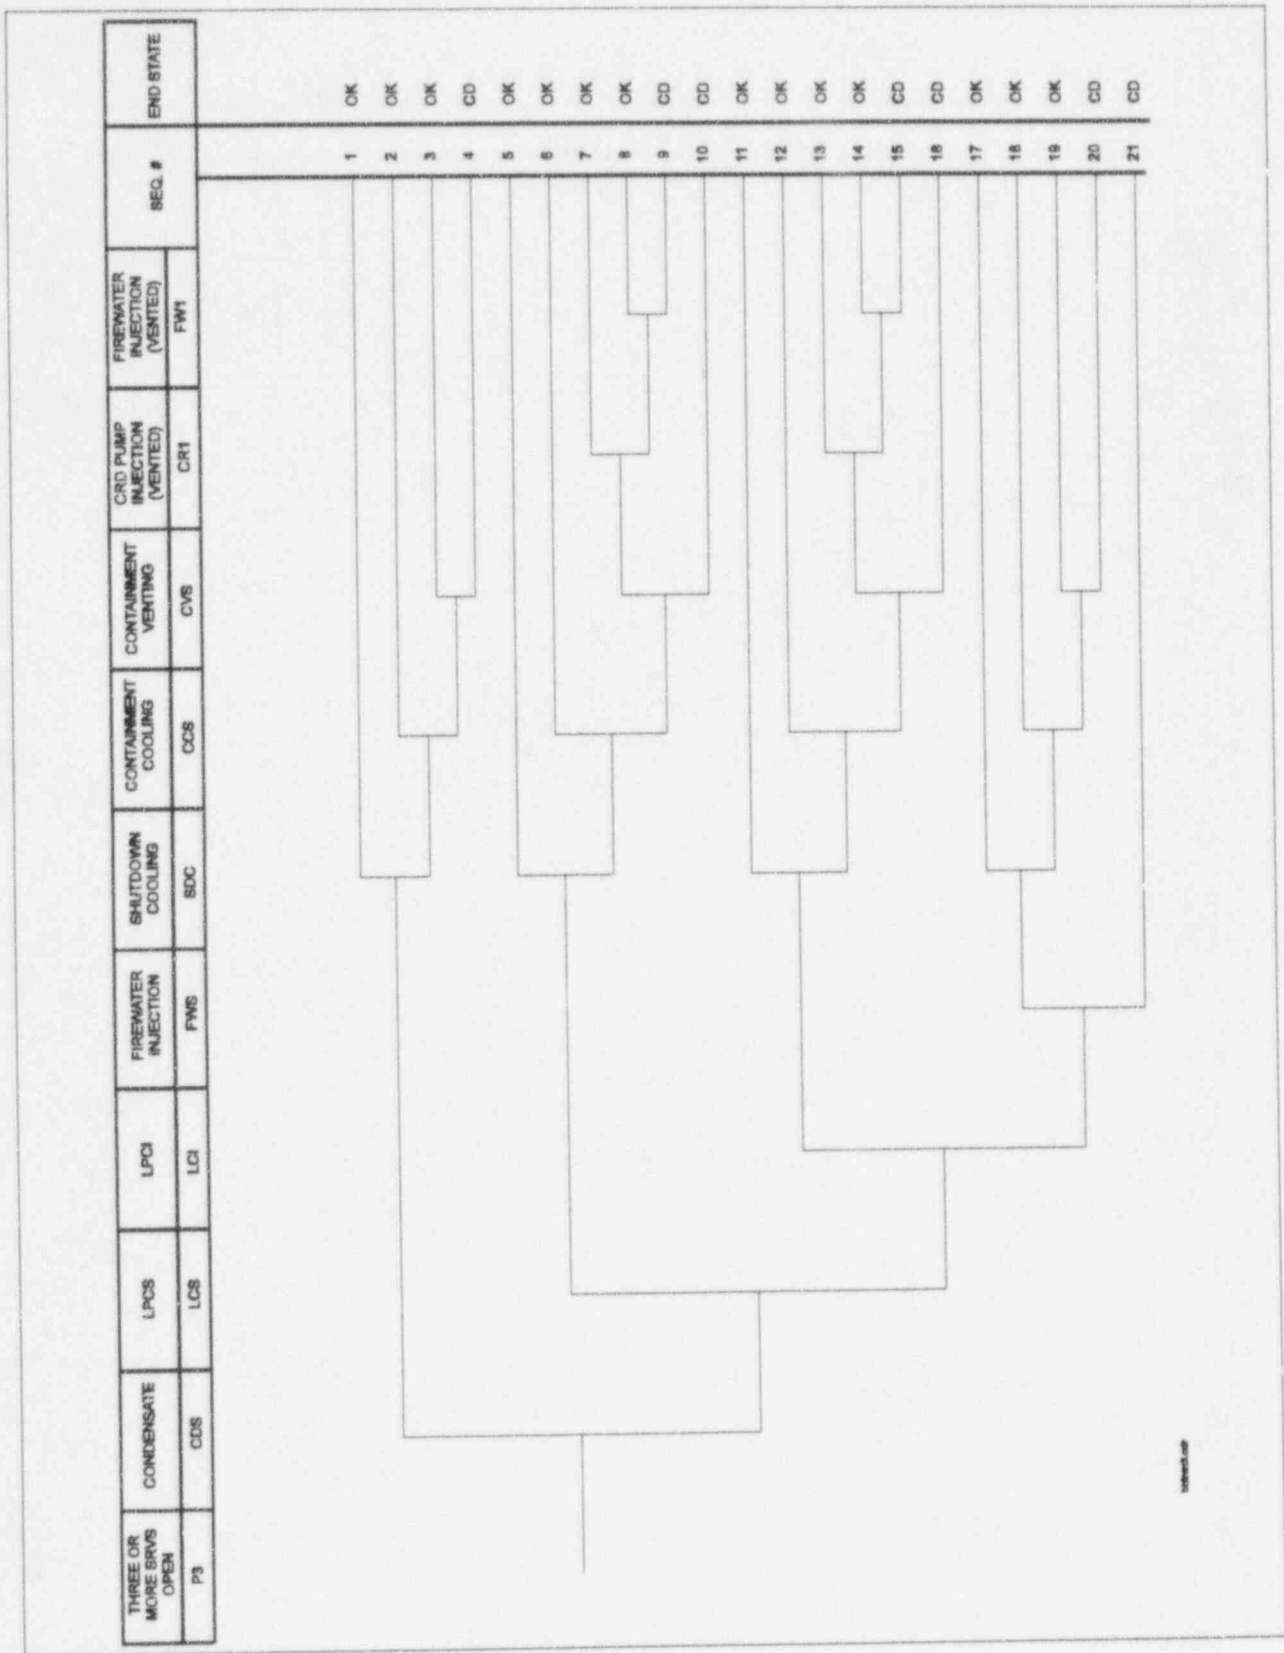 THREE OR
MORE SRVS
OPEN
P3
CONDENSATE
CDS
LPCS
LCS
LPCI
LCI
FIREWATER
INJECTION
FWS
SHUTDOWN
COOLING
SDC
CONTAINMENT
COOLING
CCS
CONTAINMENT
VENTING
CVS
CRD PUMP
INJECTION
(VENTED)
CR1
FIREWATER
INJECTION
(VENTED)
FW1
SEQ. #
END STATE
1 OK
2 OK
3 OK
4 CD
5 OK
6 OK
7 OK
8 OK
9 CD
10 CD
11 OK
12 OK
13 OK
14 OK
15 CD
16 CD
17 OK
18 OK
19 OK
20 CD
21 CD